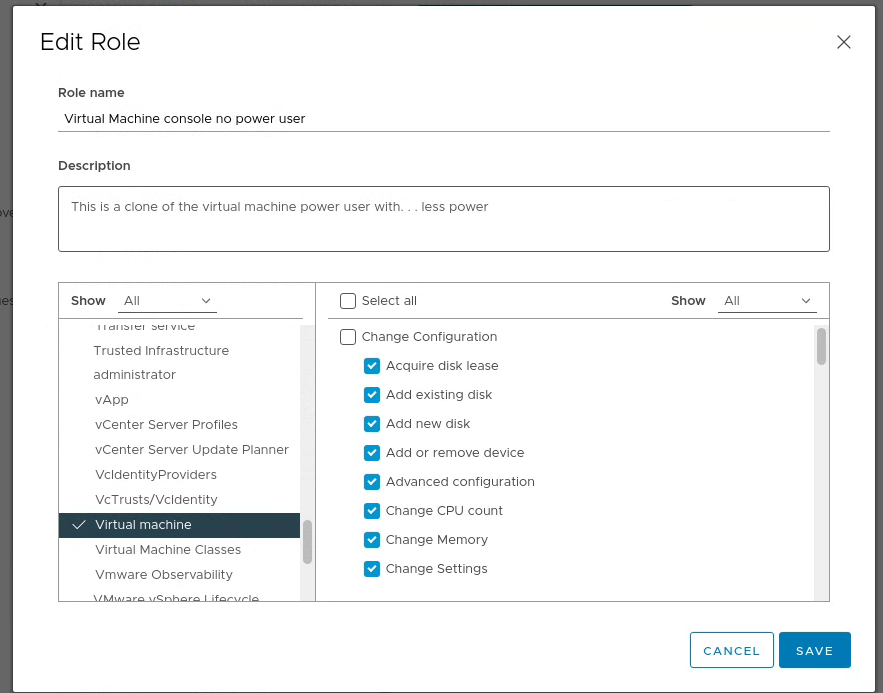 Edit Role
Role name
Virtual Machine console no power user
Description
This is a clone of the virtual machine power user with. . . less power
Show All
Transfer service
Trusted Infrastructure
administrator
vApp
vCenter Server Profiles
vCenter Server Update Planner
VcIdentityProviders
VcTrusts/VcIdentity
Virtual machine
Virtual Machine Classes
Vmware Observability
VMware vSphere Lifecycle
Select all
Show All
Change Configuration
Acquire disk lease
Add existing disk
Add new disk
Add or remove device
Advanced configuration
Change CPU count
Change Memory
Change Settings
CANCEL
SAVE